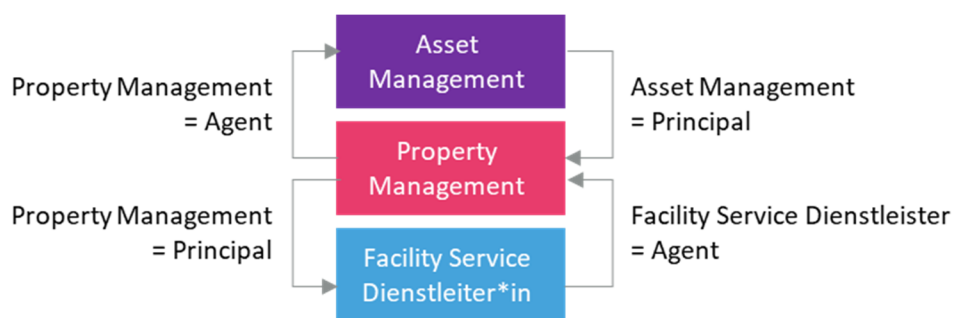 Asset
Management
Property Management
= Agent
Asset Management
= Principal
Property
Management
Property Management
= Principal
Facility Service Dienstleister
= Agent
Facility Service
Dienstleiter*in